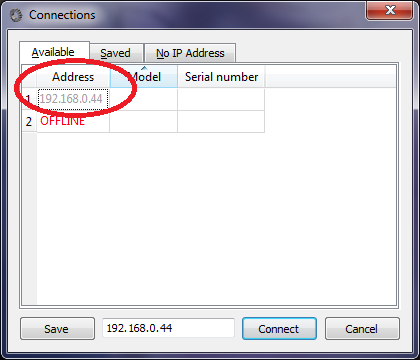 Connections
Available Saved No IP Address
Address Model Serial number
1 192.168.0.44
2 OFFLINE
Save 192.168.0.44 Connect Cancel